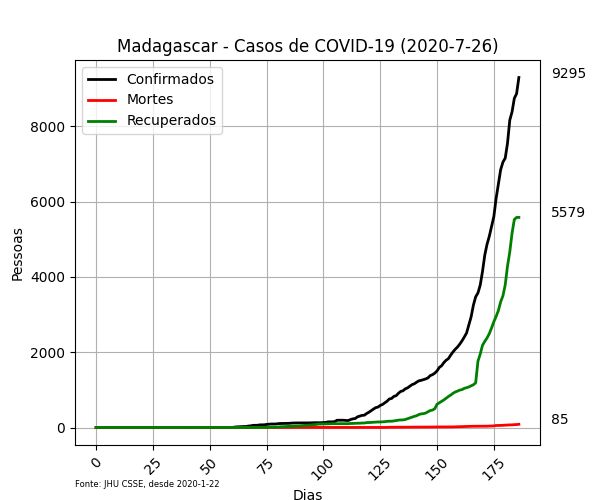 Madagascar - Casos de COVID-19 (2020-7-26)
Confirmados
Mortes
Recuperados
9295
5579
85
8000
6000
4000
2000
0
Pessoas
0
25
50
75
100
125
150
175
Dias
Fonte: JHU CSSE, desde 2020-1-22